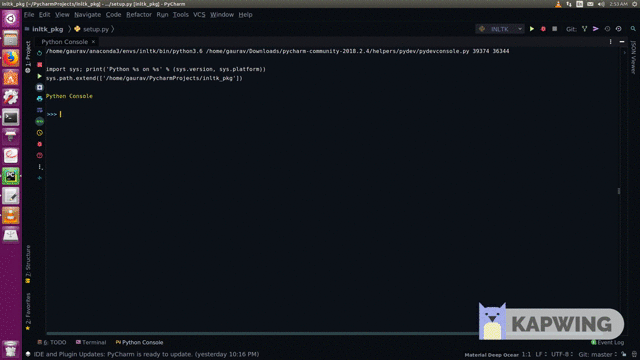 inltk_pkg [~/PycharmProjects/inltk_pkg] - .../setup.py [inltk_pkg] - PyCharm
2:53 AM
File Edit View Navigate Code Refactor Run Tools VCS Window Help
inltk_pkg setup.py INLTK Git:
1: Project
Python Console
JSON Viewer
/home/gaurav/anaconda3/envs/inltk/bin/python3.6 /home/gaurav/Downloads/pycharm-community-2018.2.4/helpers/pydev/pydevconsole.py 39374 36344
import sys; print('Python %s on %s' % (sys.version, sys.platform))
sys.path.extend(['/home/gaurav/PycharmProjects/inltk_pkg'])
Python Console
>>>
7: Structure
2: Favorites
KAPWING
6: TODO Terminal Python Console Event Log
IDE and Plugin Updates: PyCharm is ready to update. (yesterday 10:16 PM) Material Deep Ocean 1:1 LF: UTF-8: Git: master